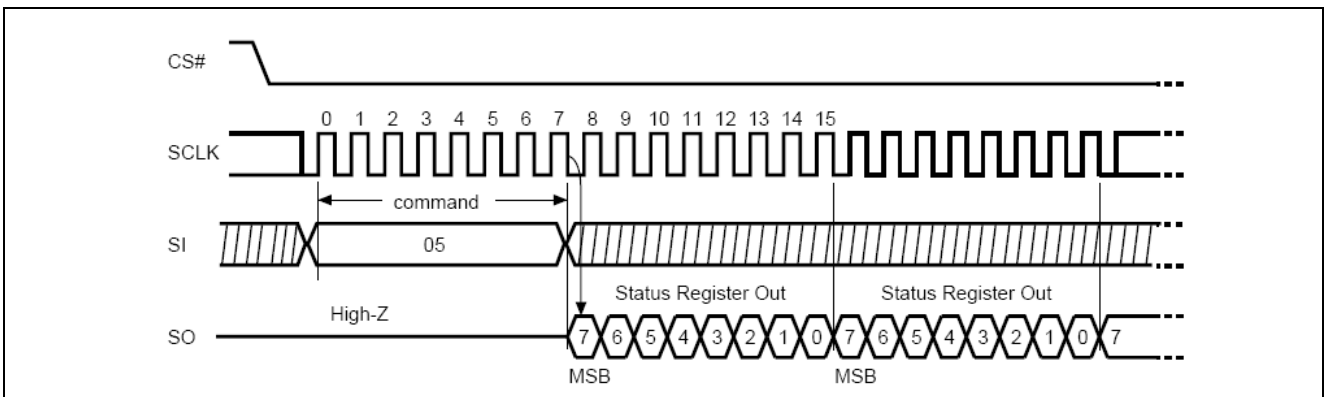 CS#
0 1 2 3 4 5 6 7 8 9 10 11 12 13 14 15
SCLK
command
SI
05
Status Register Out Status Register Out
High-Z
SO
7 6 5 4 3 2 1 0 7 6 5 4 3 2 1 0 7
MSB MSB